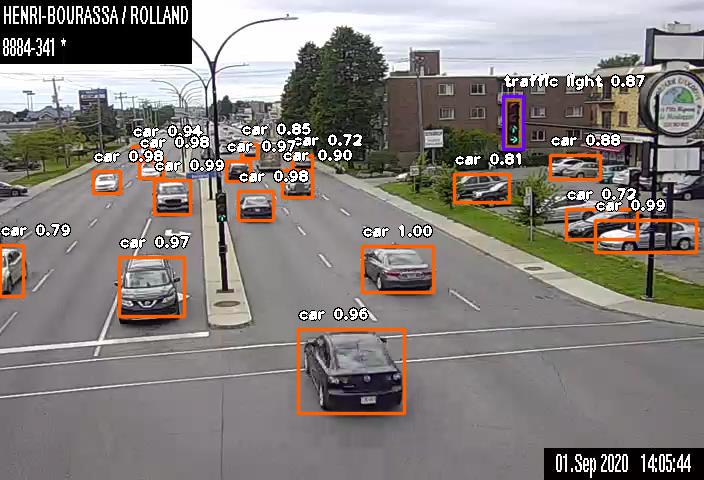 HENRI-BOURASSA / ROLLAND
8884-341 *
traffic light 0.87
car 0.94
car 0.85
car 0.98
car 0.72
car 0.97
car 0.88
car 0.98
car 0.90
car 0.81
car 0.99
car 0.98
car 0.72
car 0.99
car 0.79
car 0.97
car 1.00
car 0.96
01.Sep 2020 14:05:44